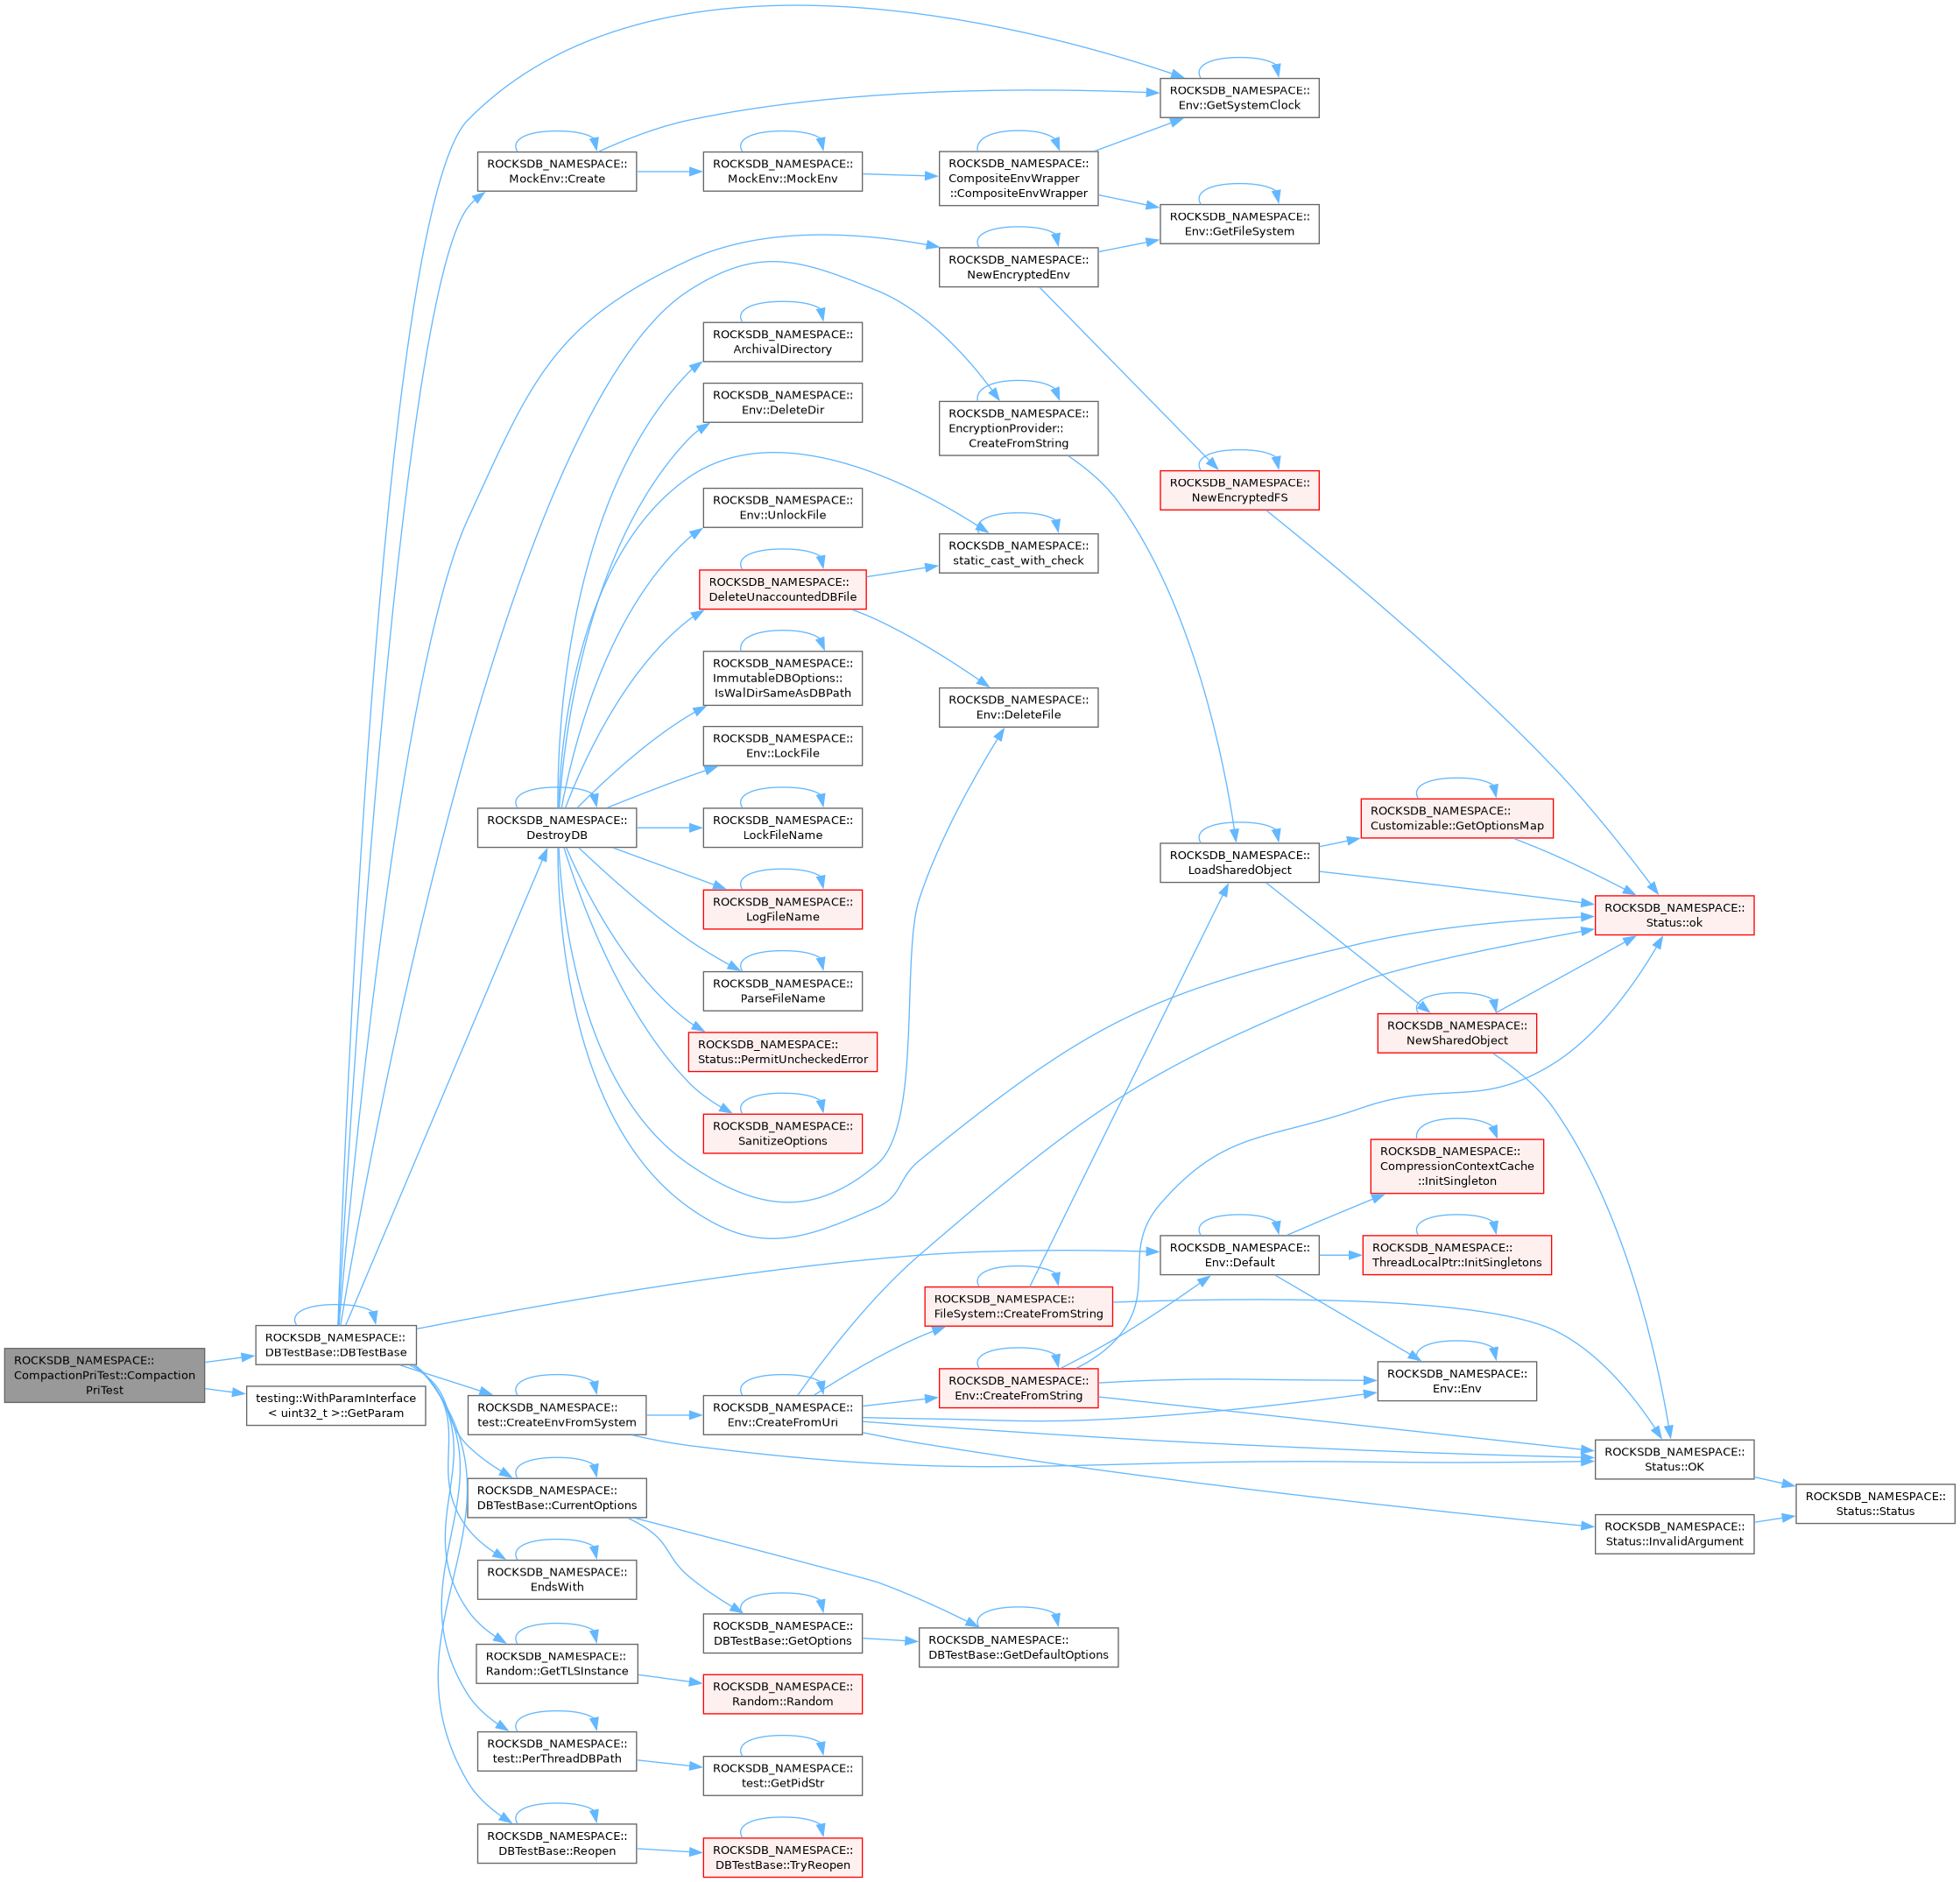 ROCKSDB_NAMESPACE::
CompactionPriTest::Compaction
PriTest
ROCKSDB_NAMESPACE::
DBTestBase::DBTestBase
testing::WithParamInterface
< uint32_t >::GetParam
ROCKSDB_NAMESPACE::
MockEnv::Create
ROCKSDB_NAMESPACE::
DestroyDB
ROCKSDB_NAMESPACE::
test::CreateEnvFromSystem
ROCKSDB_NAMESPACE::
DBTestBase::CurrentOptions
ROCKSDB_NAMESPACE::
EndsWith
ROCKSDB_NAMESPACE::
Random::GetTLSInstance
ROCKSDB_NAMESPACE::
test::PerThreadDBPath
ROCKSDB_NAMESPACE::
DBTestBase::Reopen
ROCKSDB_NAMESPACE::
MockEnv::MockEnv
ROCKSDB_NAMESPACE::
ArchivalDirectory
ROCKSDB_NAMESPACE::
Env::DeleteDir
ROCKSDB_NAMESPACE::
Env::UnlockFile
ROCKSDB_NAMESPACE::
DeleteUnaccountedDBFile
ROCKSDB_NAMESPACE::
ImmutableDBOptions::
IsWalDirSameAsDBPath
ROCKSDB_NAMESPACE::
Env::LockFile
ROCKSDB_NAMESPACE::
LockFileName
ROCKSDB_NAMESPACE::
LogFileName
ROCKSDB_NAMESPACE::
ParseFileName
ROCKSDB_NAMESPACE::
Status::PermitUncheckedError
ROCKSDB_NAMESPACE::
SanitizeOptions
ROCKSDB_NAMESPACE::
Env::CreateFromUri
ROCKSDB_NAMESPACE::
DBTestBase::GetOptions
ROCKSDB_NAMESPACE::
Random::Random
ROCKSDB_NAMESPACE::
test::GetPidStr
ROCKSDB_NAMESPACE::
DBTestBase::TryReopen
ROCKSDB_NAMESPACE::
CompositeEnvWrapper
::CompositeEnvWrapper
ROCKSDB_NAMESPACE::
NewEncryptedEnv
ROCKSDB_NAMESPACE::
EncryptionProvider::
CreateFromString
ROCKSDB_NAMESPACE::
static_cast_with_check
ROCKSDB_NAMESPACE::
Env::DeleteFile
ROCKSDB_NAMESPACE::
FileSystem::CreateFromString
ROCKSDB_NAMESPACE::
Env::CreateFromString
ROCKSDB_NAMESPACE::
DBTestBase::GetDefaultOptions
ROCKSDB_NAMESPACE::
Env::GetSystemClock
ROCKSDB_NAMESPACE::
Env::GetFileSystem
ROCKSDB_NAMESPACE::
NewEncryptedFS
ROCKSDB_NAMESPACE::
LoadSharedObject
ROCKSDB_NAMESPACE::
Env::Default
ROCKSDB_NAMESPACE::
Customizable::GetOptionsMap
ROCKSDB_NAMESPACE::
NewSharedObject
ROCKSDB_NAMESPACE::
CompressionContextCache
::InitSingleton
ROCKSDB_NAMESPACE::
ThreadLocalPtr::InitSingletons
ROCKSDB_NAMESPACE::
Env::Env
ROCKSDB_NAMESPACE::
Status::ok
ROCKSDB_NAMESPACE::
Status::OK
ROCKSDB_NAMESPACE::
Status::InvalidArgument
ROCKSDB_NAMESPACE::
Status::Status